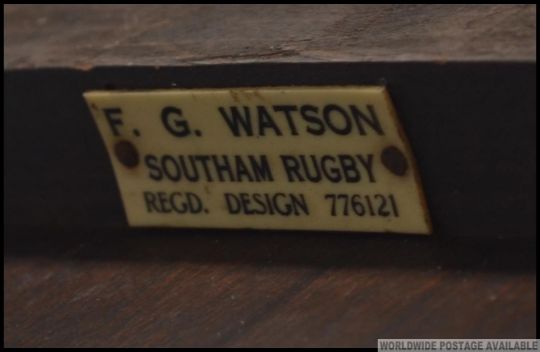 F. G. WATSON
SOUTHAM RUGBY
REGD. DESIGN 776121
WORLDWIDE POSTAGE AVAILABLE